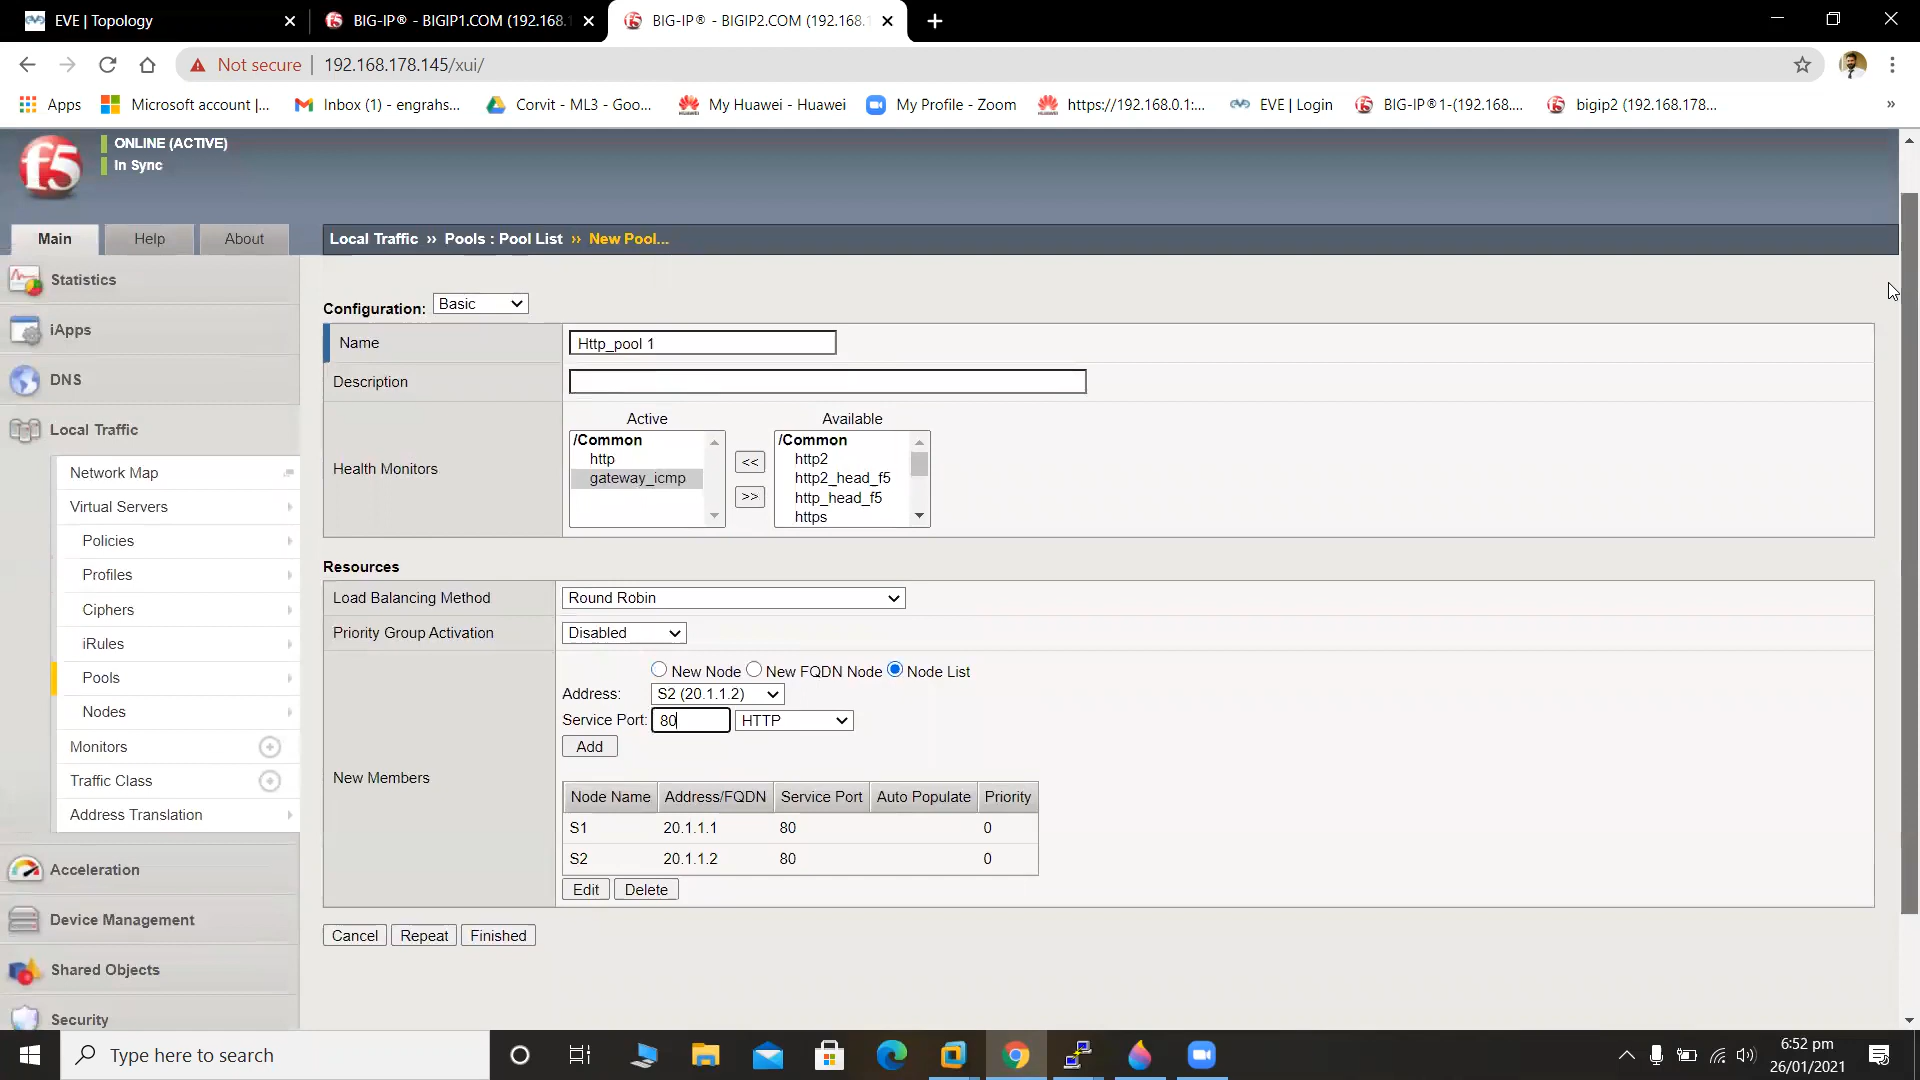 EVE | Topology
BIG-IP® - BIGIP1.COM (192.168.
BIG-IP® - BIGIP2.COM (192.168.1
Not secure
192.168.178.145/xui/
Apps
Microsoft account |...
Inbox (1) - engrahs...
Corvit - ML3 - Goo...
My Huawei - Huawei
My Profile - Zoom
https://192.168.0.1:...
EVE | Login
BIG-IP®1-(192.168....
bigip2 (192.168.178...
»
f5
ONLINE (ACTIVE)
In Sync
Main
Help
About
Local Traffic ›› Pools : Pool List ›› New Pool...
Statistics
iApps
DNS
Local Traffic
Network Map
Virtual Servers
Policies
Profiles
Ciphers
iRules
Pools
Nodes
Monitors
Traffic Class
Address Translation
Acceleration
Device Management
Shared Objects
Security
Configuration: Basic
Name Http_pool 1
Description
Health Monitors
Active
/Common
http
gateway_icmp
<<
>>
Available
/Common
http2
http2_head_f5
http_head_f5
https
Resources
Load Balancing Method Round Robin
Priority Group Activation Disabled
New Members
New Node New FQDN Node Node List
Address: S2 (20.1.1.2)
Service Port: 80 HTTP
Add
Node Name Address/FQDN Service Port Auto Populate Priority
S1 20.1.1.1 80 0
S2 20.1.1.2 80 0
Edit Delete
Cancel Repeat Finished
Type here to search
6:52 pm
26/01/2021